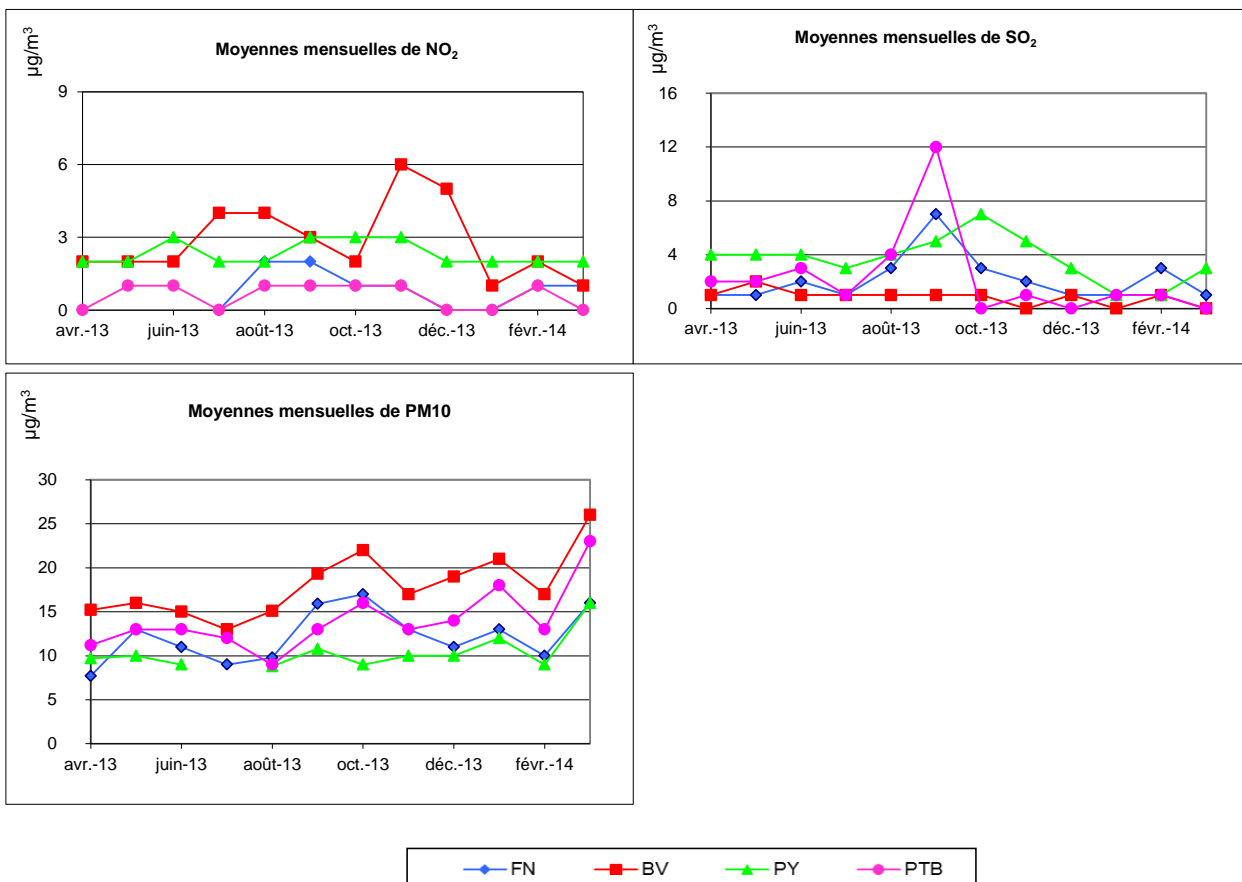 Moyennes mensuelles de NO₂
µg/m³
9
6
3
0
avr.-13 juin-13 août-13 oct.-13 déc.-13 févr.-14
Moyennes mensuelles de SO₂
µg/m³
16
12
8
4
0
avr.-13 juin-13 août-13 oct.-13 déc.-13 févr.-14
Moyennes mensuelles de PM10
µg/m³
30
25
20
15
10
5
0
avr.-13 juin-13 août-13 oct.-13 déc.-13 févr.-14
FN BV PY PTB